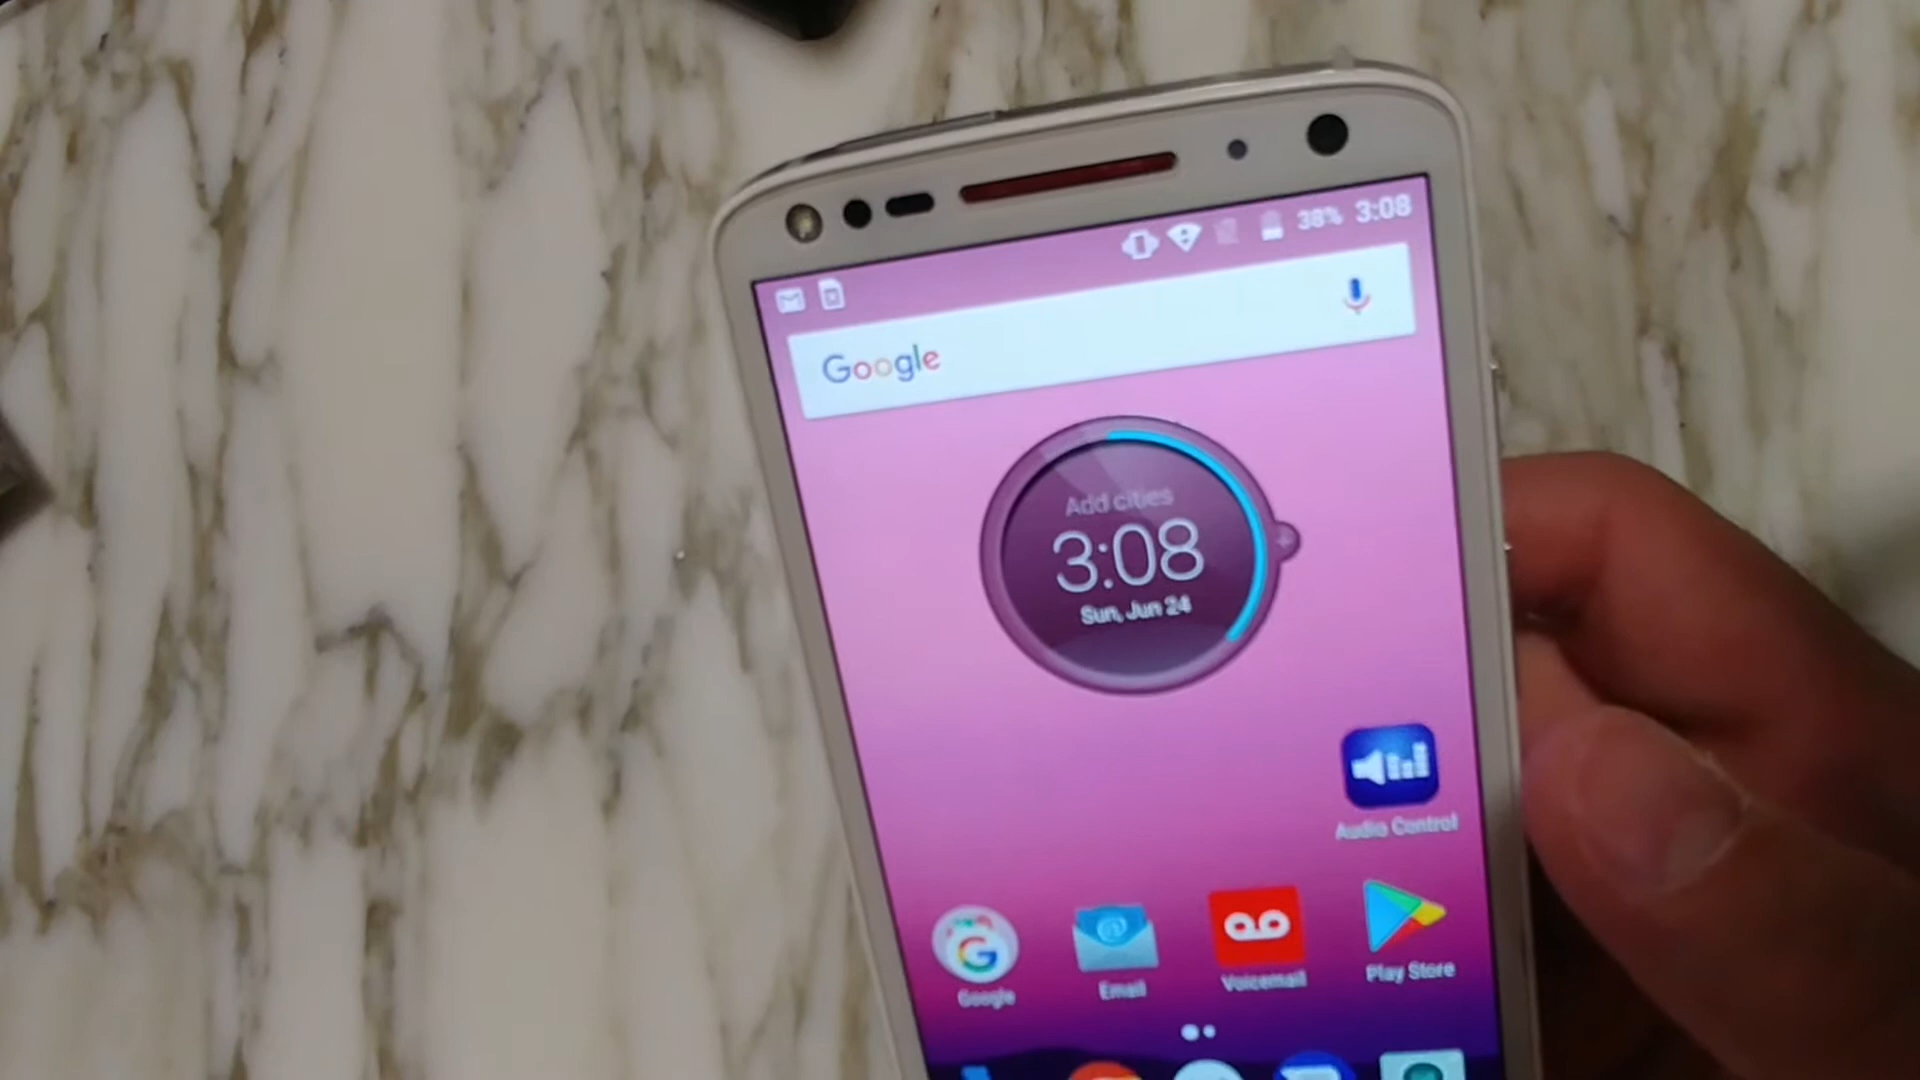 38% 3:08
Google
Add cities
3:08
Sun, Jun 24
Audio Control
Google
Email
Voicemail
Play Store